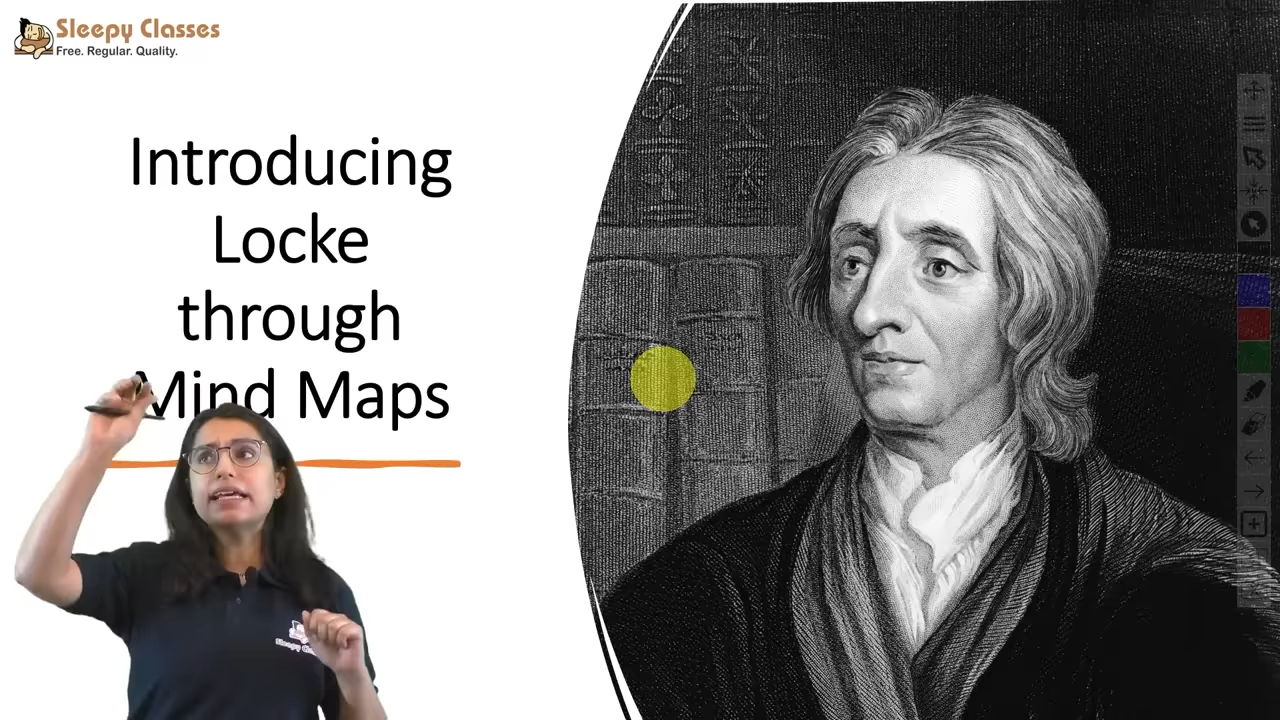 Sleepy Classes
Free. Regular. Quality.
Introducing
Locke
through
Mind Maps